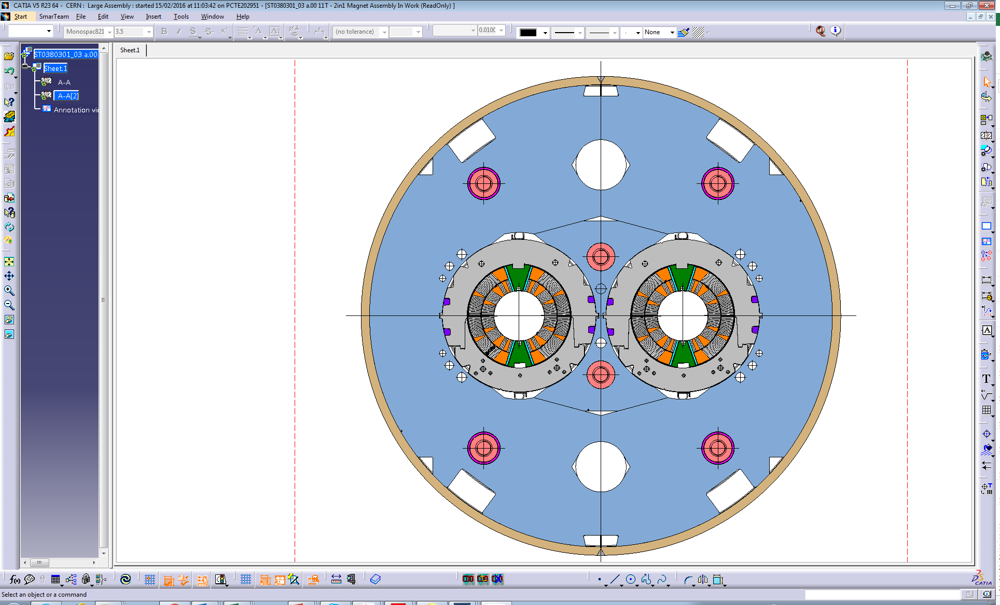 CATIA V5 R23 64 - CERN : Large Assembly : started 15/02/2016 at 11:03:42 on PCTE202951 - [ST0380301_03 a.00 11T - 2in1 Magnet Assembly In Work (ReadOnly) ]
Start SmarTeam File Edit View Insert Tools Window Help
Monospac821 3.5 B I S S (no tolerance) 0.010( None
ST0380301_03 a.00
Sheet.1
Sheet.1
A-A
A-A[2]
Annotation vie
A
T
f(x)
CATIA
Select an object or a command